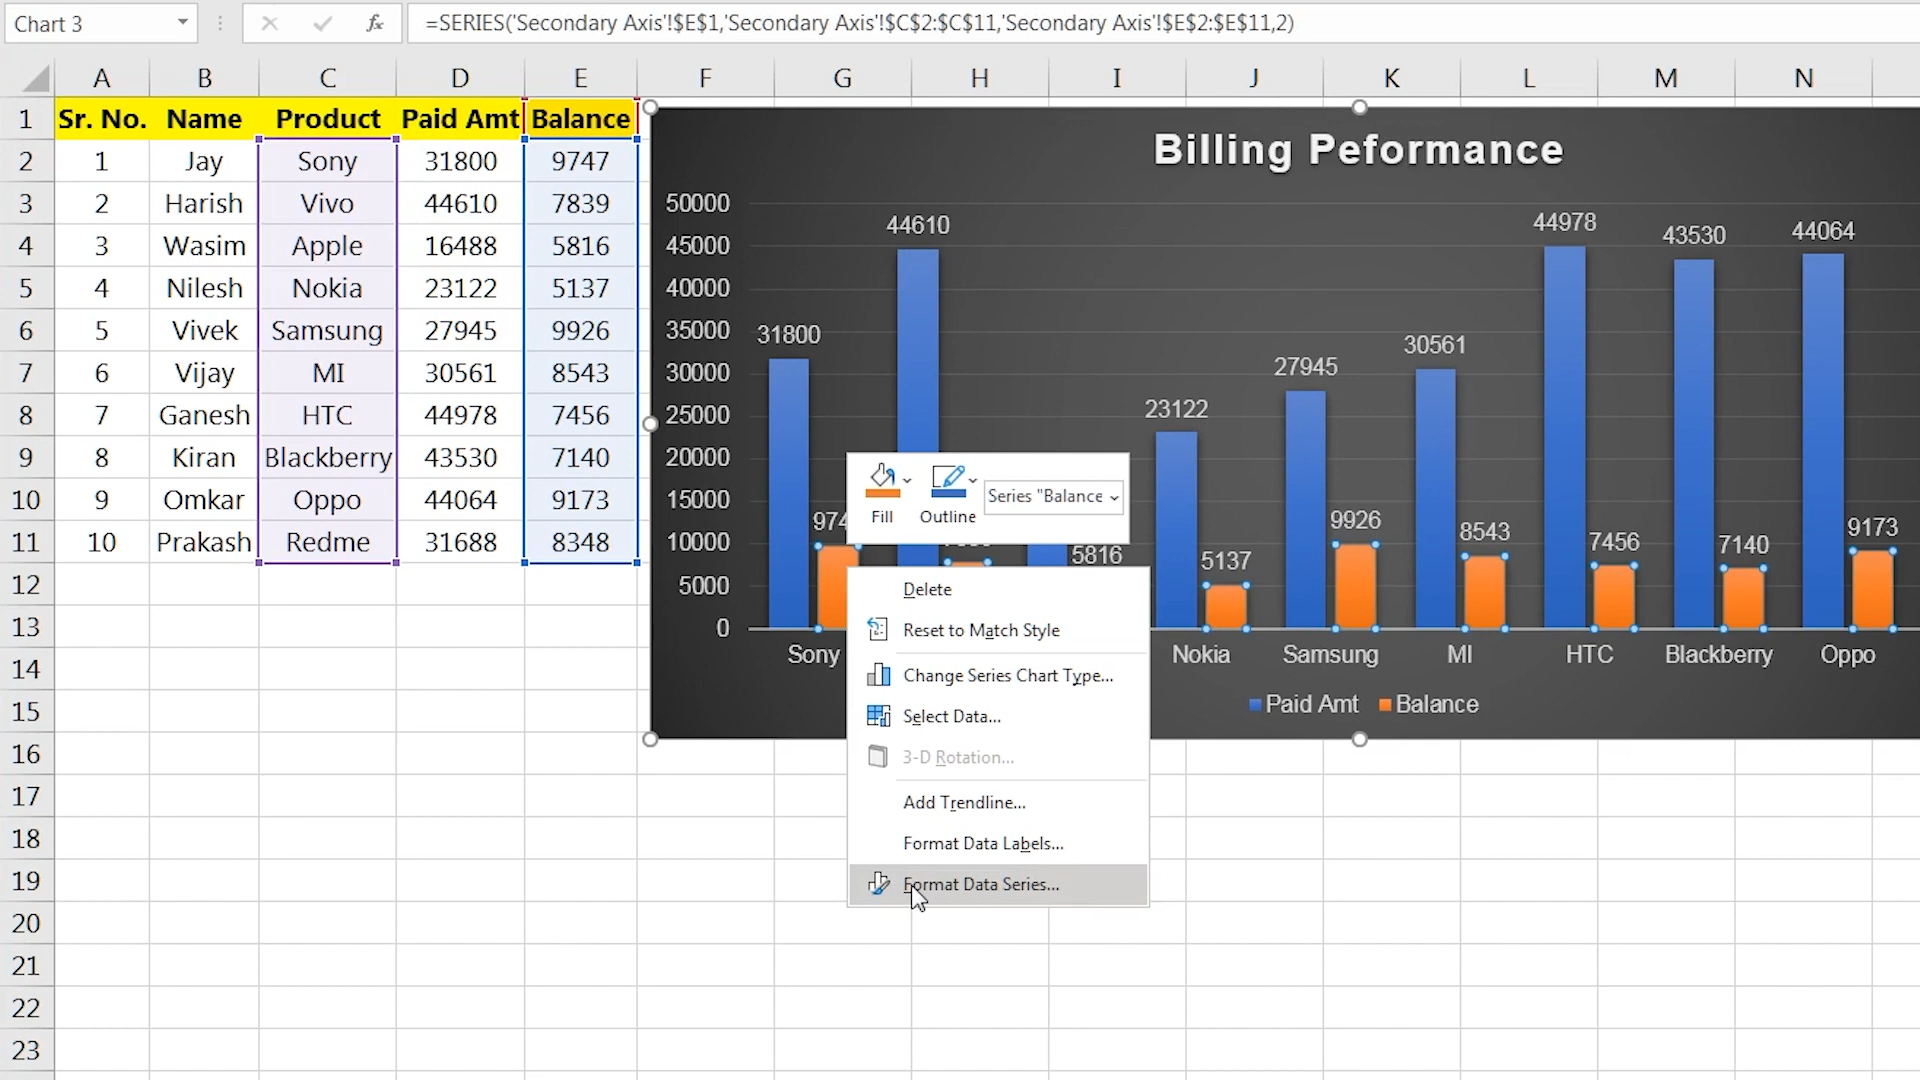 Chart 3
fx
=SERIES('Secondary Axis'!$E$1,'Secondary Axis'!$C$2:$C$11,'Secondary Axis'!$E$2:$E$11,2)
A B C D E F G H I J K L M N
1 Sr. No. Name Product Paid Amt Balance
2 1 Jay Sony 31800 9747
3 2 Harish Vivo 44610 7839
4 3 Wasim Apple 16488 5816
5 4 Nilesh Nokia 23122 5137
6 5 Vivek Samsung 27945 9926
7 6 Vijay MI 30561 8543
8 7 Ganesh HTC 44978 7456
9 8 Kiran Blackberry 43530 7140
10 9 Omkar Oppo 44064 9173
11 10 Prakash Redme 31688 8348
12
13
14
15
16
17
18
19
20
21
22
23
Billing Peformance
50000
45000
40000
35000
30000
25000
20000
15000
10000
5000
0
31800
44610
23122
27945
30561
44978
43530
44064
974
5816
5137
9926
8543
7456
7140
9173
Sony Nokia Samsung MI HTC Blackberry Oppo
Paid Amt Balance
Fill Outline Series "Balance
Delete
Reset to Match Style
Change Series Chart Type...
Select Data...
3-D Rotation...
Add Trendline...
Format Data Labels...
Format Data Series...